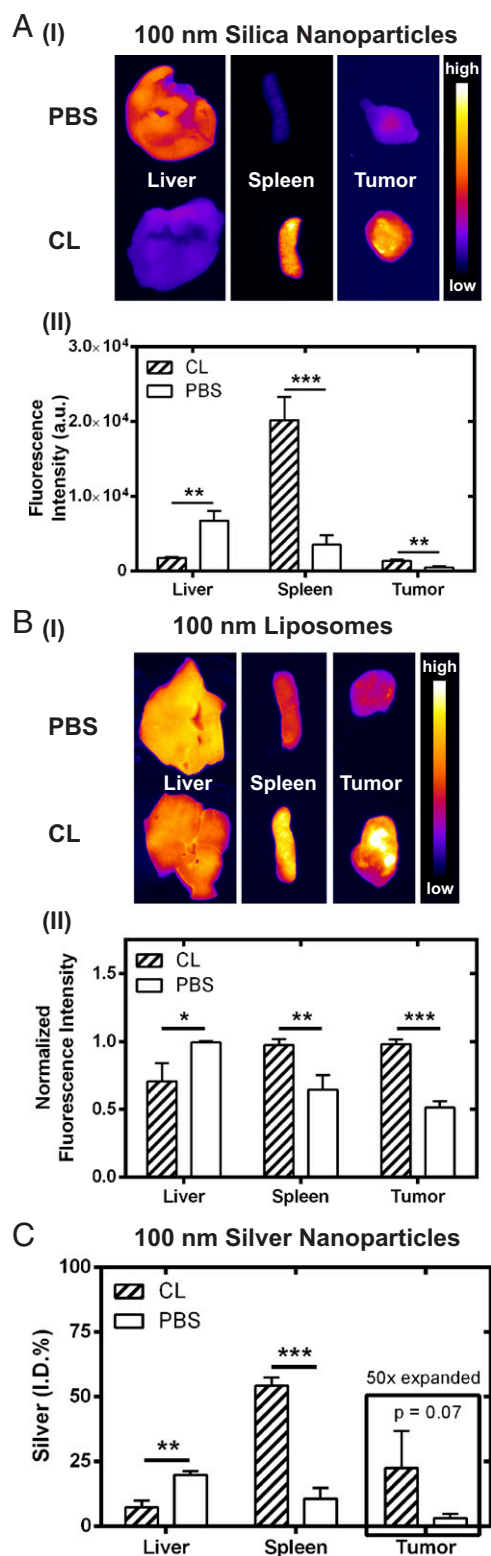 A (I) 100 nm Silica Nanoparticles
high
PBS
Liver Spleen Tumor
CL
low
(II)
3.0×10⁴
CL
PBS
***
2.0×10⁴
Fluorescence
Intensity (a.u.)
1.0×10⁴
**
**
0
Liver Spleen Tumor
B (I) 100 nm Liposomes
high
PBS
Liver Spleen Tumor
CL
low
(II)
CL
PBS
1.5
* ** ***
1.0
Normalized
Fluorescence Intensity
0.5
0.0
Liver Spleen Tumor
C 100 nm Silver Nanoparticles
100
CL
PBS
75
***
50x expanded
p = 0.07
Silver (I.D.%)
50
25
**
0
Liver Spleen Tumor